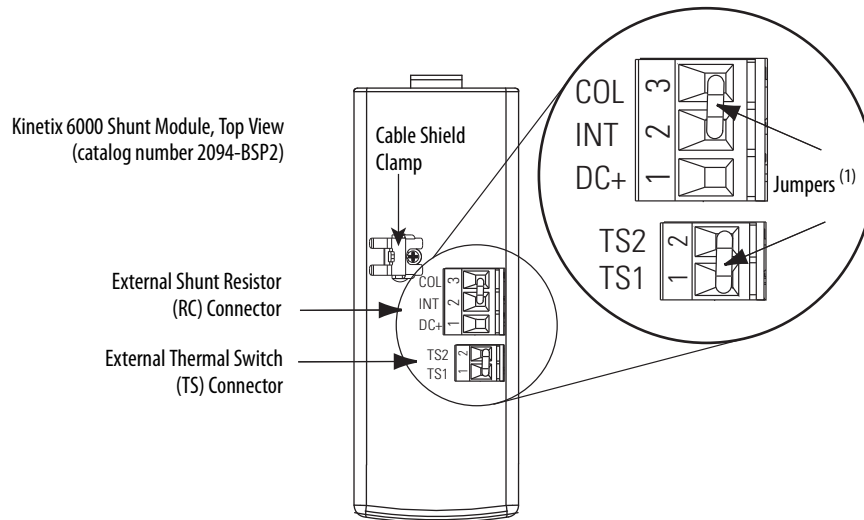 Kinetix 6000 Shunt Module, Top View
(catalog number 2094-BSP2)
Cable Shield
Clamp
External Shunt Resistor
(RC) Connector
External Thermal Switch
(TS) Connector
COL 3
INT 2
DC+ 1
TS2 2
TS1 1
COL 3
INT 2
DC+ 1
Jumpers (1)
TS2 2
TS1 1